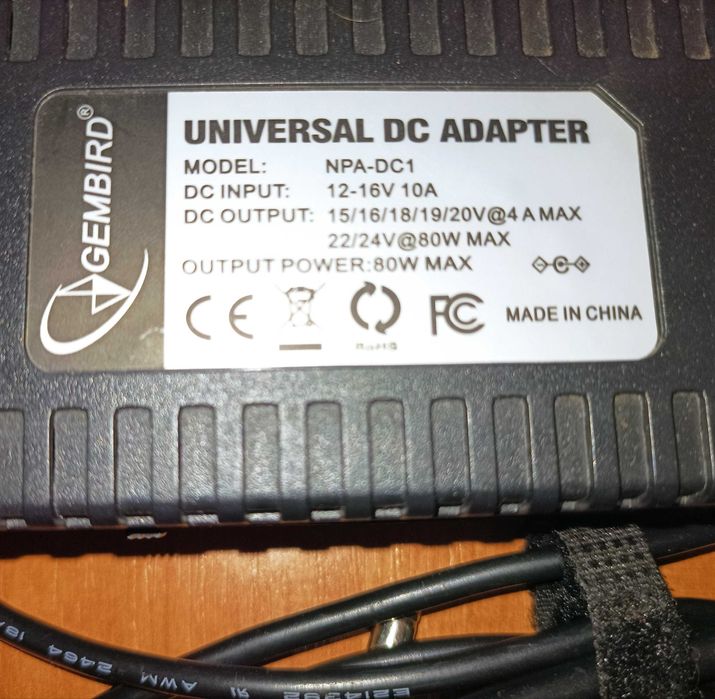 GEMBIRD®
UNIVERSAL DC ADAPTER
MODEL: NPA-DC1
DC INPUT: 12-16V 10A
DC OUTPUT: 15/16/18/19/20V@4 A MAX
22/24V@80W MAX
OUTPUT POWER:80W MAX
CE
RoHS
FC
MADE IN CHINA
AWM 2464